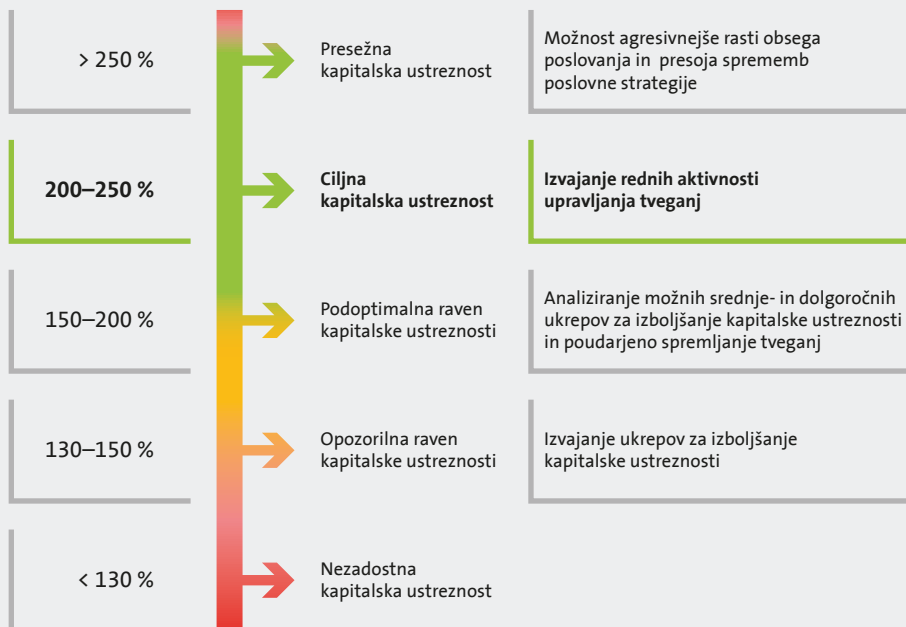 > 250 %
Presežna
kapitalska ustreznost
Možnost agresivnejše rasti obsega
poslovanja in presoja sprememb
poslovne strategije
200–250 %
Ciljna
kapitalska ustreznost
Izvajanje rednih aktivnosti
upravljanja tveganj
150–200 %
Podoptimalna raven
kapitalske ustreznosti
Analiziranje možnih srednje- in dolgoročnih
ukrepov za izboljšanje kapitalske ustreznosti
in poudarjeno spremljanje tveganj
130–150 %
Opozorilna raven
kapitalske ustreznosti
Izvajanje ukrepov za izboljšanje
kapitalske ustreznosti
< 130 %
Nezadostna
kapitalska ustreznost